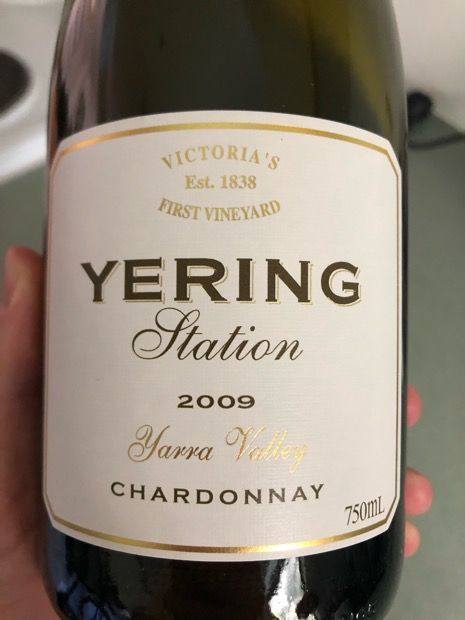 VICTORIA'S
Est. 1838
FIRST VINEYARD
YERING
Station
2009
Yarra Valley
CHARDONNAY
750mL